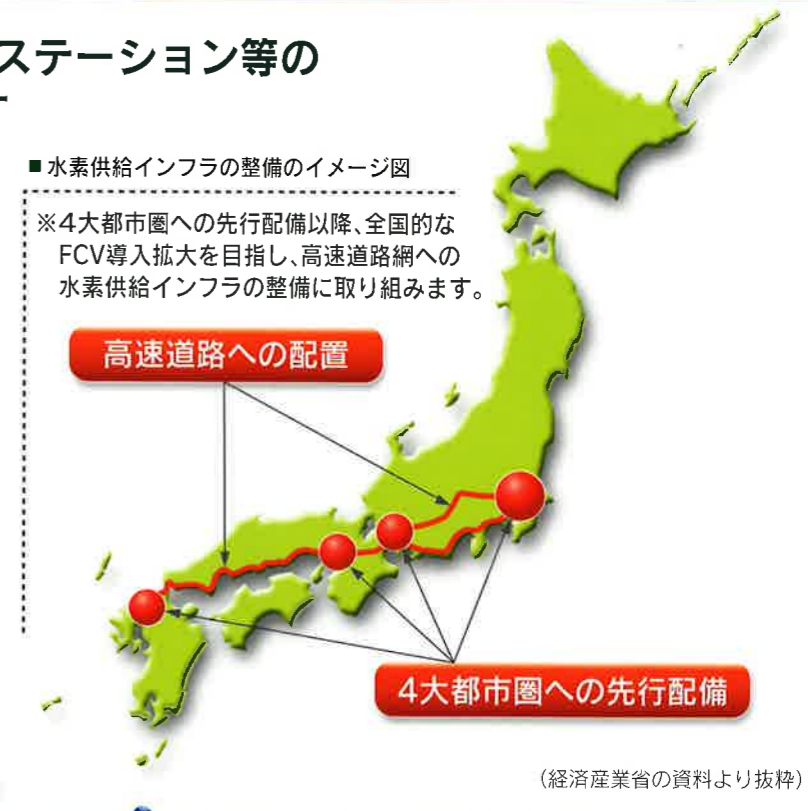 ステーション等の
■水素供給インフラの整備のイメージ図
※4大都市圏への先行配備以降、全国的な
FCV導入拡大を目指し、高速道路網への
水素供給インフラの整備に取り組みます。
高速道路への配置
4大都市圏への先行配備
（経済産業省の資料より抜粋）